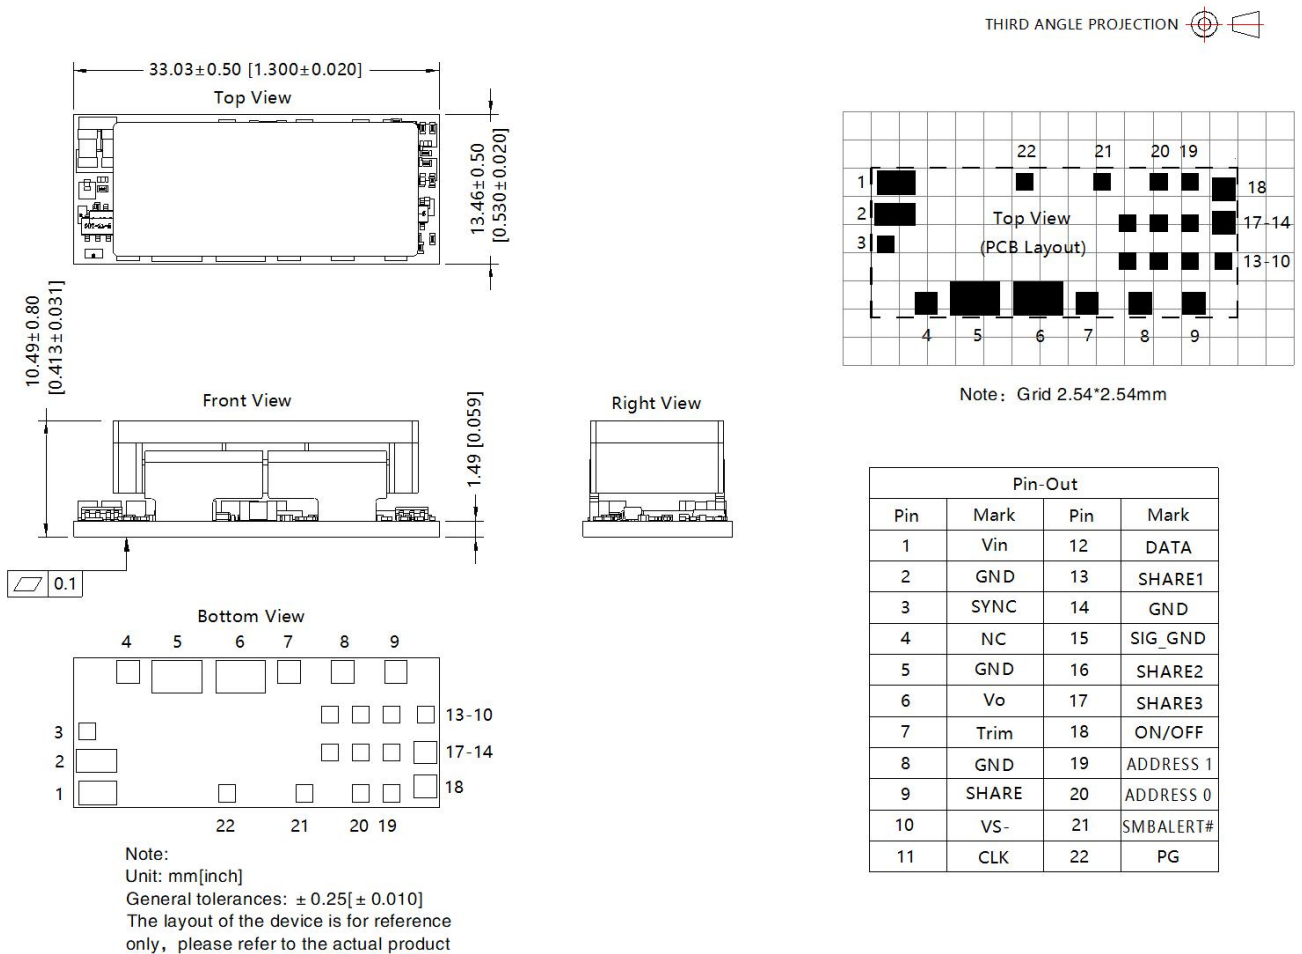 THIRD ANGLE PROJECTION
33.03±0.50 [1.300±0.020]
Top View
13.46±0.50
[0.530±0.020]
10.49±0.80
[0.413±0.031]
Front View
1.49 [0.059]
Right View
0.1
Bottom View
4 5 6 7 8 9
3
2
1
13-10
17-14
18
22 21 20 19
Note:
Unit: mm[inch]
General tolerances: ±0.25[±0.010]
The layout of the device is for reference
only, please refer to the actual product
22 21 20 19
1
2
3
18
17-14
13-10
Top View
(PCB Layout)
4 5 6 7 8 9
Note: Grid 2.54*2.54mm
Pin-Out
Pin Mark Pin Mark
1 Vin 12 DATA
2 GND 13 SHARE1
3 SYNC 14 GND
4 NC 15 SIG_GND
5 GND 16 SHARE2
6 Vo 17 SHARE3
7 Trim 18 ON/OFF
8 GND 19 ADDRESS 1
9 SHARE 20 ADDRESS 0
10 VS- 21 SMBALERT#
11 CLK 22 PG